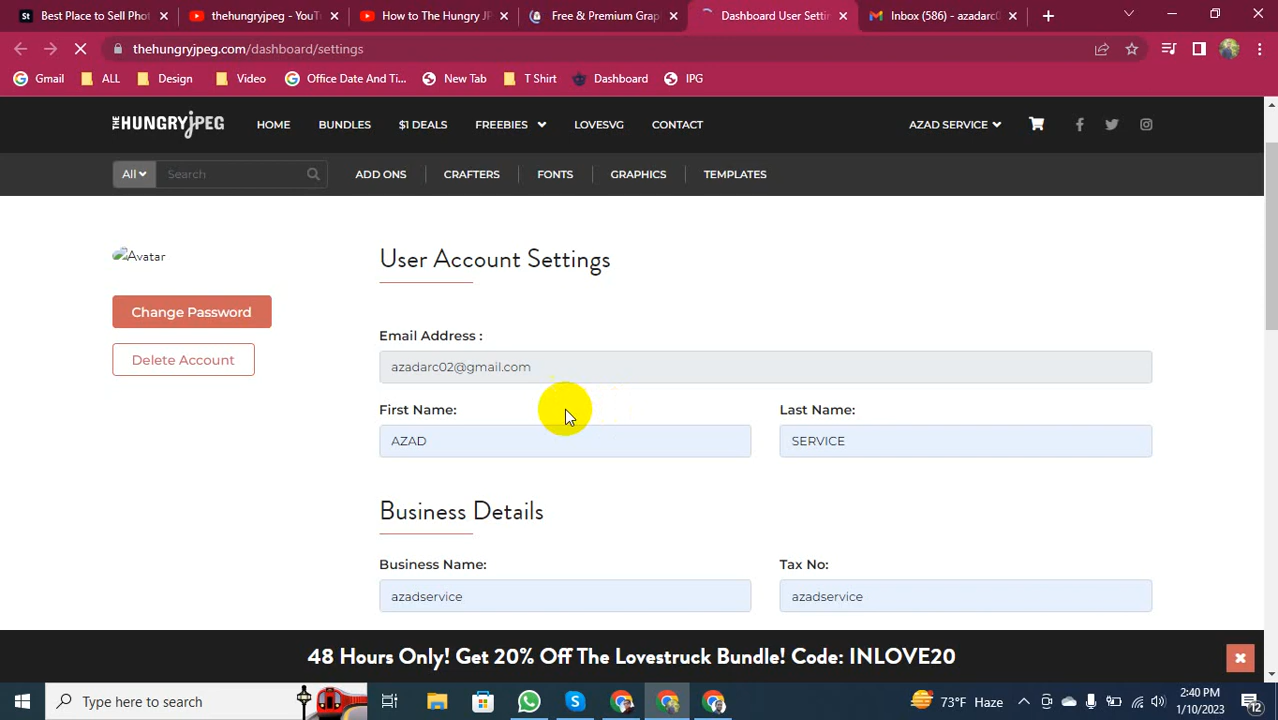 Best Place to Sell Phot
thehungryjpeg - YouTu
How to The Hungry JP
Free & Premium Grap
Dashboard User Settin
Inbox (586) - azadarc0
thehungryjpeg.com/dashboard/settings
Gmail
ALL
Design
Video
Office Date And Ti...
New Tab
T Shirt
Dashboard
IPG
THE HUNGRY JPEG
HOME
BUNDLES
$1 DEALS
FREEBIES
LOVESVG
CONTACT
AZAD SERVICE
All
Search
ADD ONS
CRAFTERS
FONTS
GRAPHICS
TEMPLATES
Avatar
Change Password
Delete Account
User Account Settings
Email Address :
azadarc02@gmail.com
First Name:
Last Name:
AZAD
SERVICE
Business Details
Business Name:
Tax No:
azadservice
azadservice
48 Hours Only! Get 20% Off The Lovestruck Bundle! Code: INLOVE20
Type here to search
73°F Haze
2:40 PM
1/10/2023
12